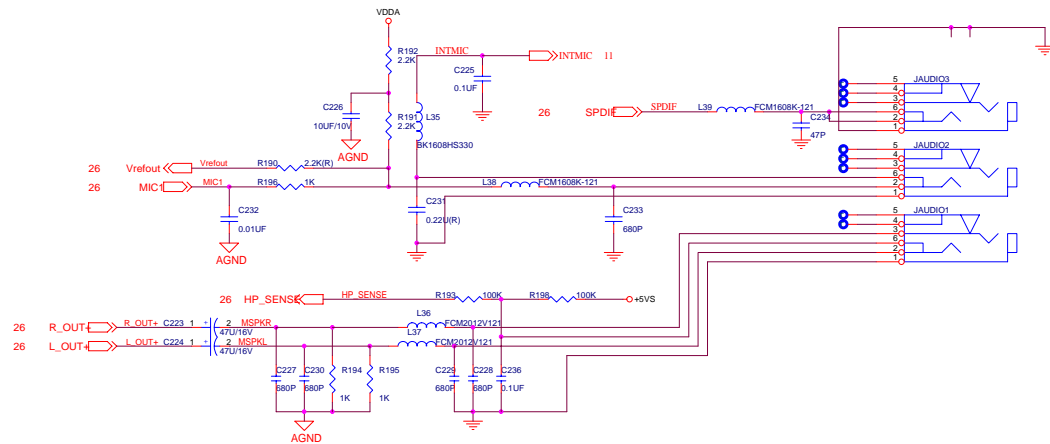 VDDA
R192
2.2K
INTMIC
INTMIC 11
C225
0.1UF
C226
10UF/10V
AGND
R191
2.2K
L35
BK1608HS330
26 SPDIF
SPDIF
L39
FCM1608K-121
C234
47P
5
4
3
6
2
1
JAUDIO3
26 Vrefout
Vrefout
R190
2.2K(R)
26 MIC1
MIC1
R196
1K
L38
FCM1608K-121
5
4
3
6
2
1
JAUDIO2
C232
0.01UF
AGND
C231
0.22U(R)
C233
680P
5
4
3
6
2
1
JAUDIO1
26 HP_SENSE
HP_SENSE
R193
100K
R198
100K
+5VS
26 R_OUT+
R_OUT+
C223
1
+
2
MSPKR
47U/16V
L36
FCM2012V121
26 L_OUT+
L_OUT+
C224
1
+
2
MSPKL
47U/16V
L37
FCM2012V121
C227
680P
C230
680P
R194
1K
R195
1K
C229
680P
C228
680P
C236
0.1UF
AGND